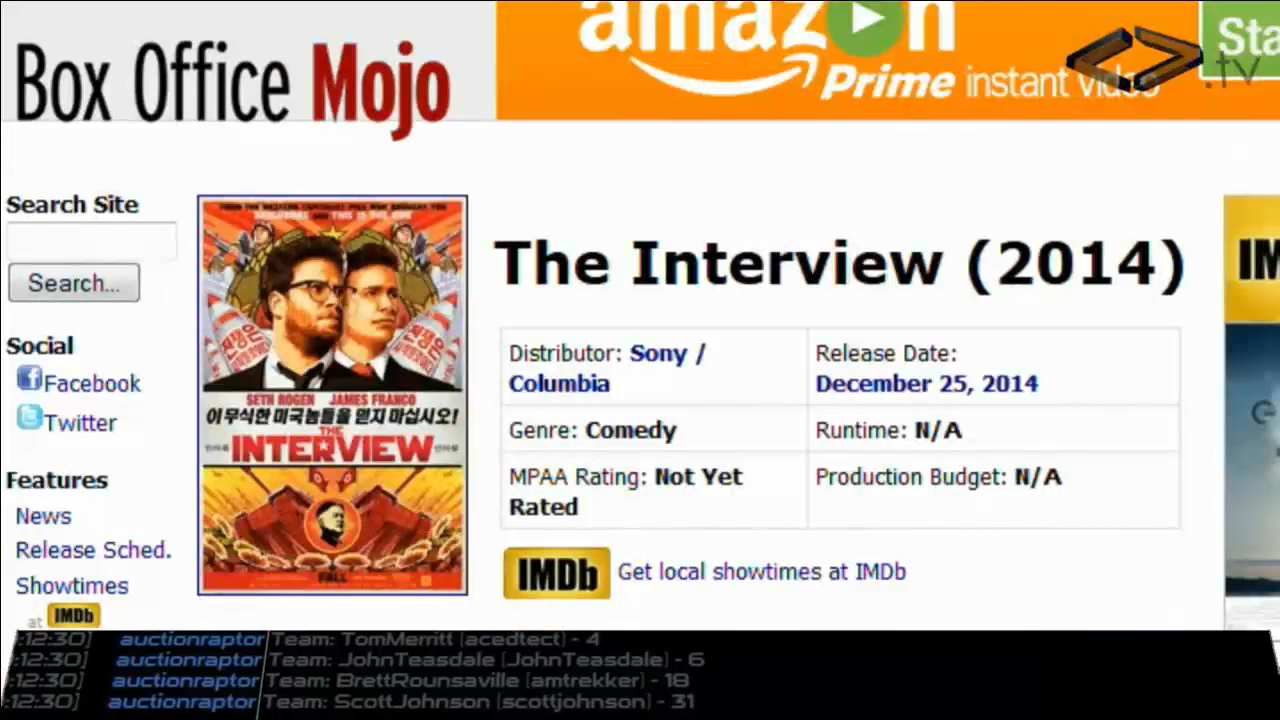 amazon
Sta
Box Office Mojo
Prime instant video
.tv
Search Site
Search...
Social
Facebook
Twitter
Features
News
Release Sched.
Showtimes
at IMDb
SETH ROGEN JAMES FRANCO
이 무식한 미국놈들을 믿지 마십시오!
THE
INTERVIEW
FALL
The Interview (2014)
Distributor: Sony /
Columbia
Release Date:
December 25, 2014
Genre: Comedy
Runtime: N/A
MPAA Rating: Not Yet
Rated
Production Budget: N/A
IMDb Get local showtimes at IMDb
IM
:12:30] auctionraptor Team: TomMerritt [acedtect] - 4
:12:30] auctionraptor Team: JohnTeasdale [JohnTeasdale] - 6
:12:30] auctionraptor Team: BrettRounsaville [amtrekker] - 18
:12:30] auctionraptor Team: ScottJohnson [scottjohnson] - 31